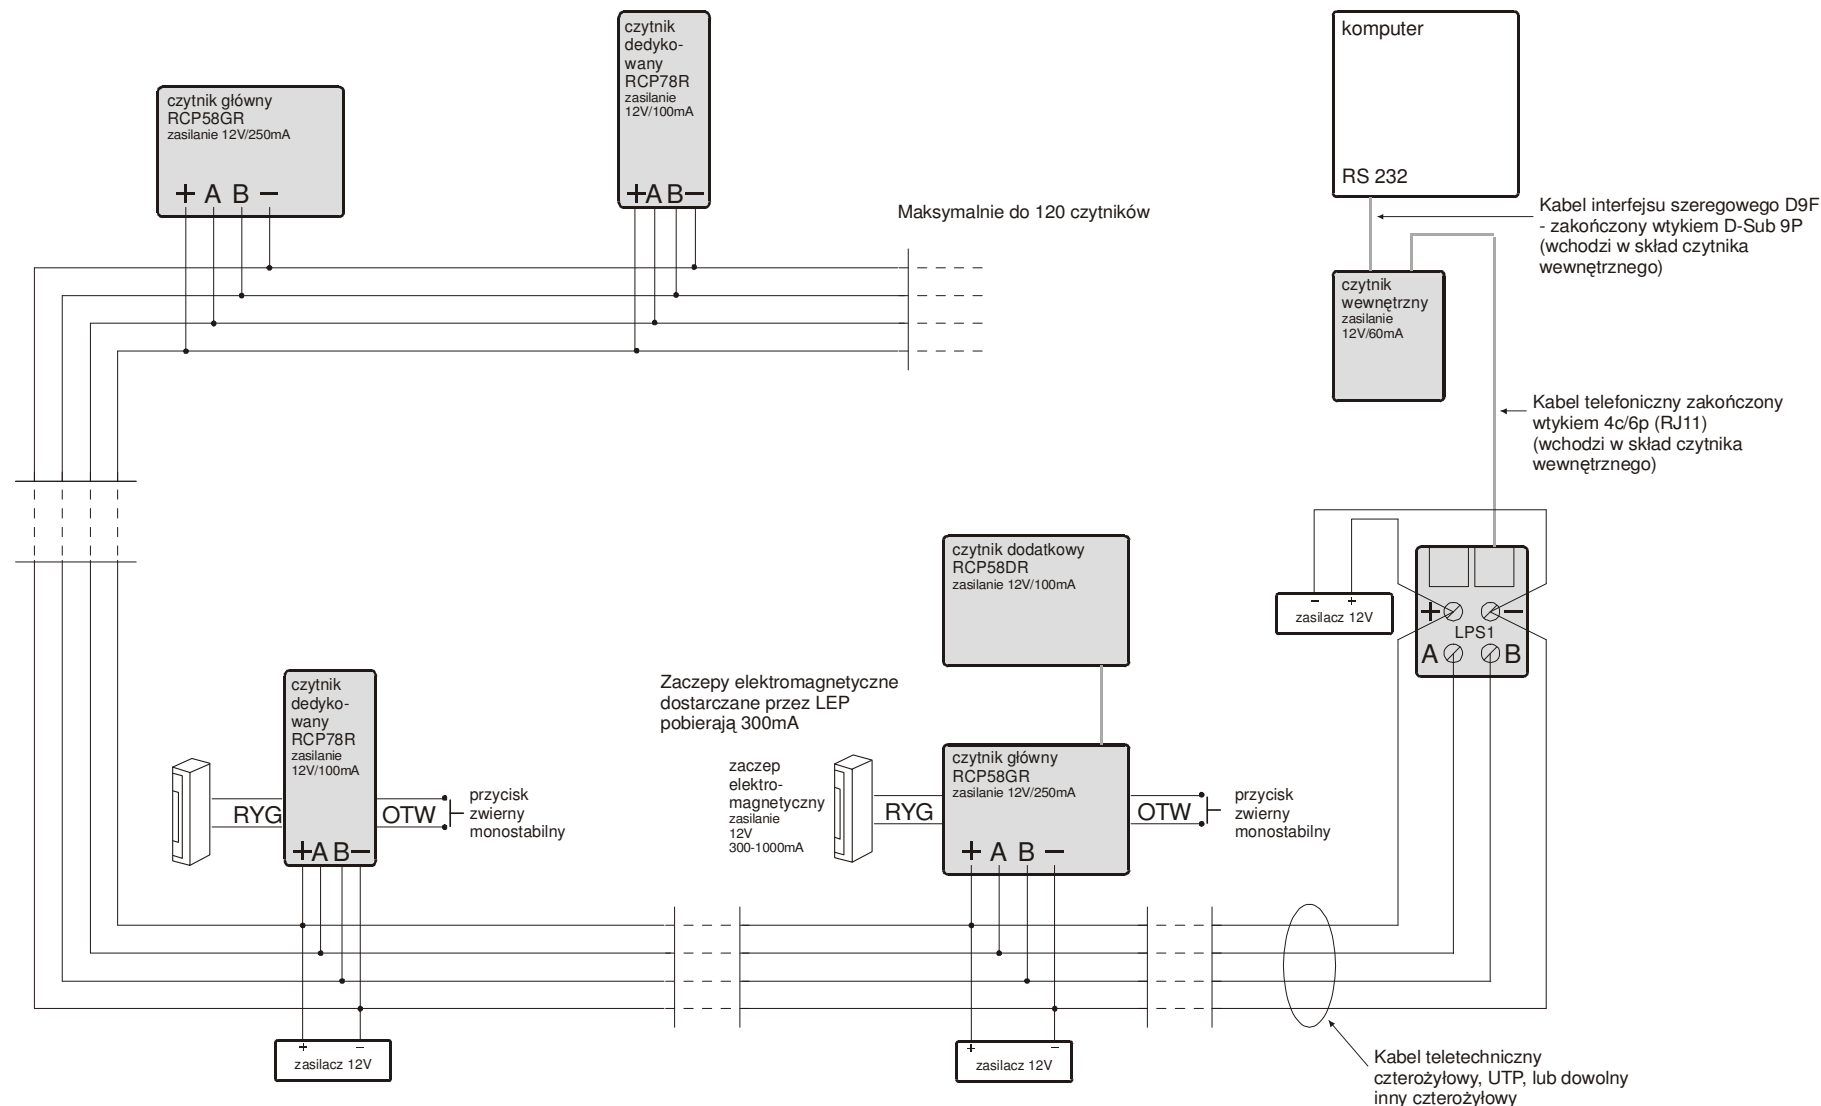 czytnik główny
RCP58GR
zasilanie 12V/250mA
+ A B −
czytnik
dedyko-
wany
RCP78R
zasilanie
12V/100mA
+A B−
Maksymalnie do 120 czytników
komputer
RS 232
Kabel interfejsu szeregowego D9F
- zakończony wtykiem D-Sub 9P
(wchodzi w skład czytnika
wewnętrznego)
czytnik
wewnętrzny
zasilanie
12V/60mA
Kabel telefoniczny zakończony
wtykiem 4c/6p (RJ11)
(wchodzi w skład czytnika
wewnętrznego)
− +
zasilacz 12V
+ −
LPS1
A B
czytnik dodatkowy
RCP58DR
zasilanie 12V/100mA
Zaczepy elektromagnetyczne
dostarczane przez LEP
pobierają 300mA
czytnik
dedyko-
wany
RCP78R
zasilanie
12V/100mA
RYG
OTW
+A B−
przycisk
zwierny
monostabilny
zaczep
elektro-
magnetyczny
zasilanie
12V
300-1000mA
RYG
czytnik główny
RCP58GR
zasilanie 12V/250mA
+ A B −
OTW
przycisk
zwierny
monostabilny
+ −
zasilacz 12V
+ −
zasilacz 12V
Kabel teletechniczny
czterożyłowy, UTP, lub dowolny
inny czterożyłowy